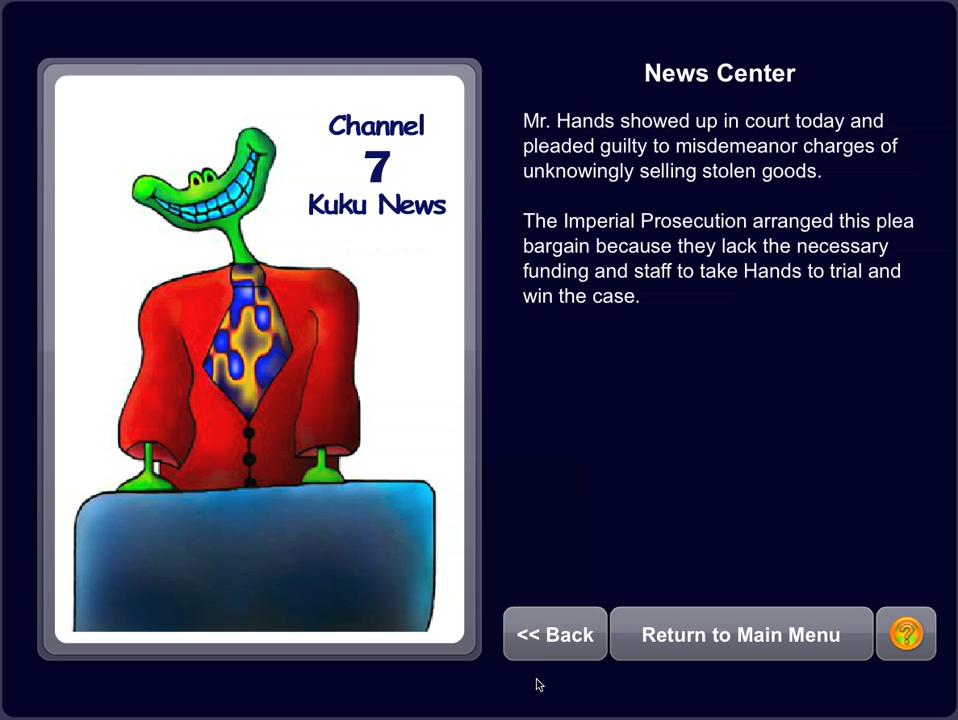 Channel
7
Kuku News
News Center
Mr. Hands showed up in court today and
pleaded guilty to misdemeanor charges of
unknowingly selling stolen goods.
The Imperial Prosecution arranged this plea
bargain because they lack the necessary
funding and staff to take Hands to trial and
win the case.
<< Back
Return to Main Menu
?